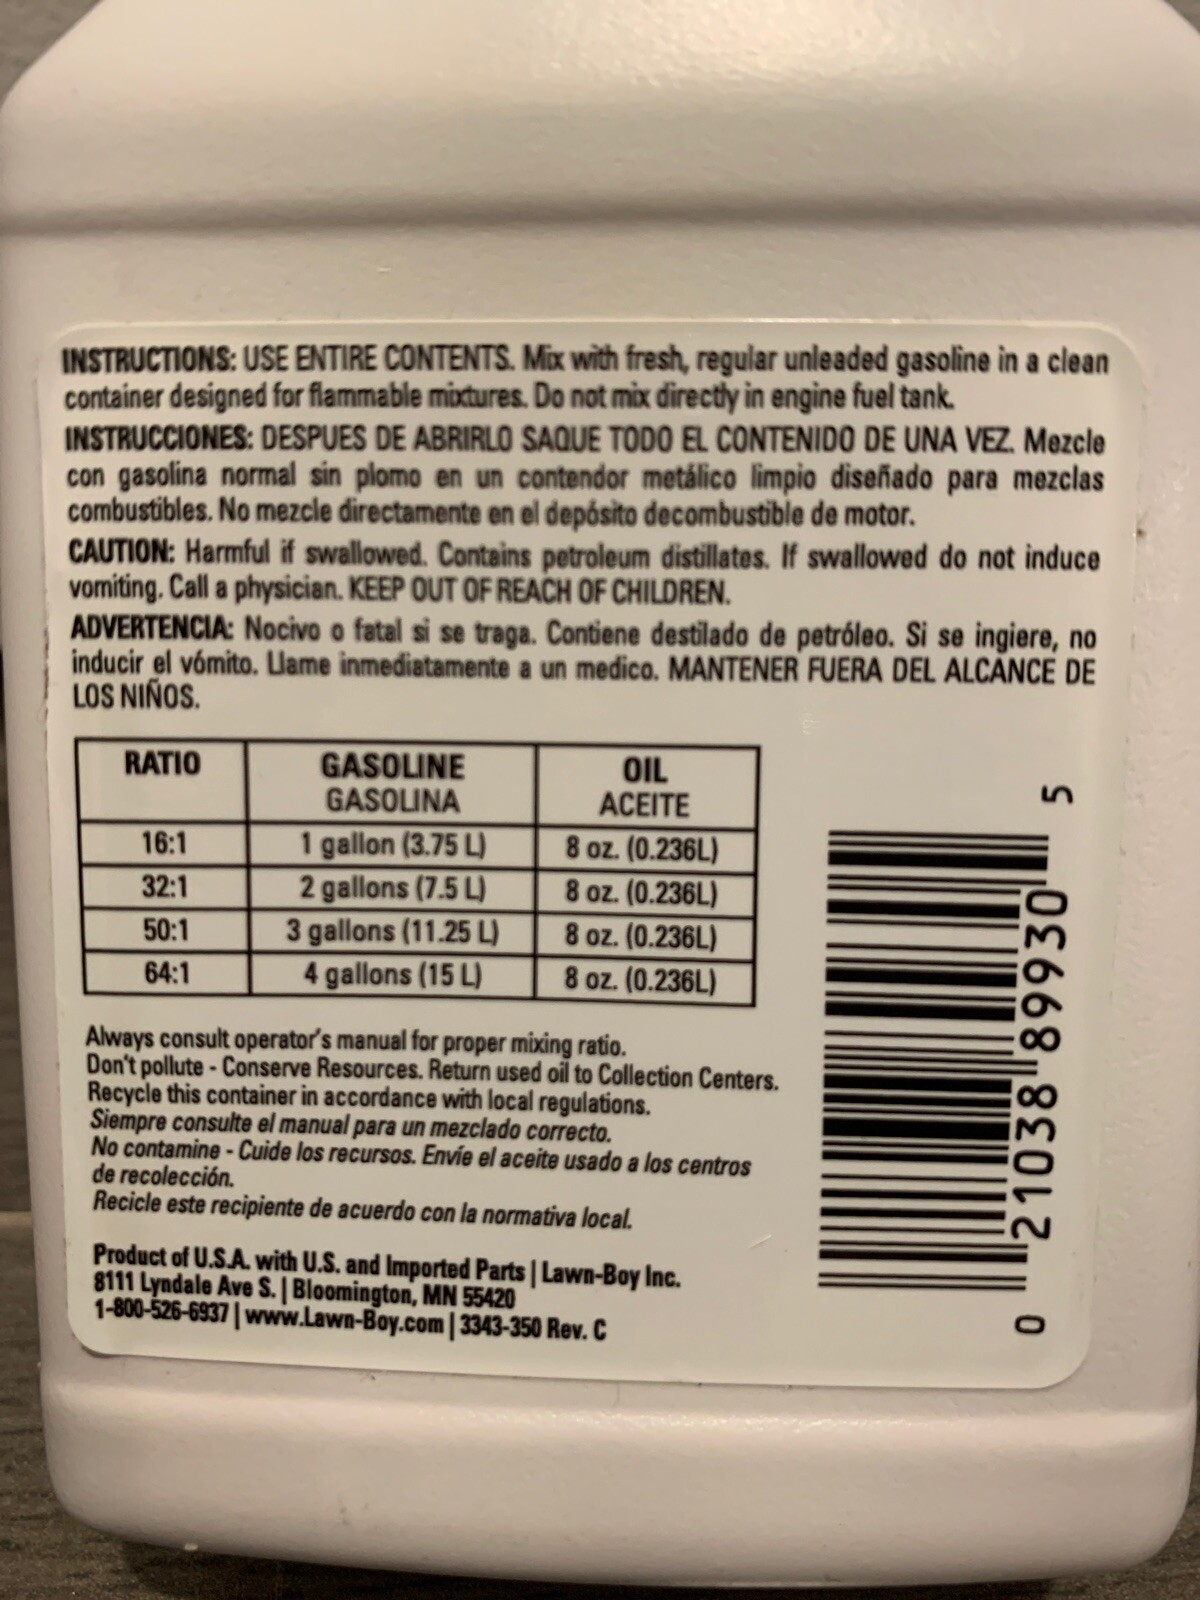 INSTRUCTIONS: USE ENTIRE CONTENTS. Mix with fresh, regular unleaded gasoline in a clean
container designed for flammable mixtures. Do not mix directly in engine fuel tank.
INSTRUCCIONES: DESPUES DE ABRIRLO SAQUE TODO EL CONTENIDO DE UNA VEZ. Mezcle
con gasolina normal sin plomo en un contendor metálico limpio diseñado para mezclas
combustibles. No mezcle directamente en el depósito decombustible de motor.
CAUTION: Harmful if swallowed. Contains petroleum distillates. If swallowed do not induce
vomiting. Call a physician. KEEP OUT OF REACH OF CHILDREN.
ADVERTENCIA: Nocivo o fatal si se traga. Contiene destilado de petróleo. Si se ingiere, no
inducir el vómito. Llame inmediatamente a un medico. MANTENER FUERA DEL ALCANCE DE
LOS NIÑOS.
RATIO GASOLINE OIL
GASOLINA ACEITE
16:1 1 gallon (3.75 L) 8 oz. (0.236L)
32:1 2 gallons (7.5 L) 8 oz. (0.236L)
50:1 3 gallons (11.25 L) 8 oz. (0.236L)
64:1 4 gallons (15 L) 8 oz. (0.236L)
Always consult operator's manual for proper mixing ratio.
Don't pollute - Conserve Resources. Return used oil to Collection Centers.
Recycle this container in accordance with local regulations.
Siempre consulte el manual para un mezclado correcto.
No contamine - Cuide los recursos. Envíe el aceite usado a los centros
de recolección.
Recicle este recipiente de acuerdo con la normativa local.
Product of U.S.A. with U.S. and Imported Parts | Lawn-Boy Inc.
8111 Lyndale Ave S. | Bloomington, MN 55420
1-800-526-6937 | www.Lawn-Boy.com | 3343-350 Rev. C
0 21038 89930 5